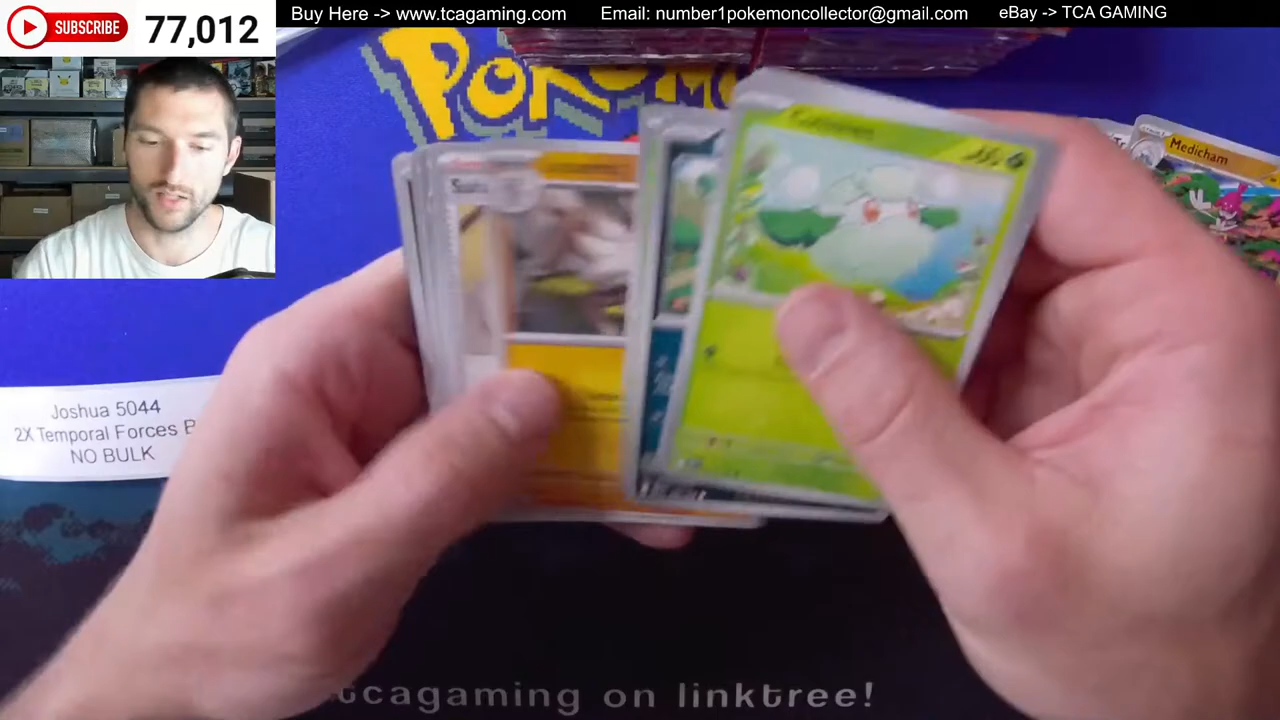 SUBSCRIBE 77,012
Buy Here -> www.tcagaming.com Email: number1pokemoncollector@gmail.com eBay -> TCA GAMING
POKÉMO
Medicham
Joshua 5044
2X Temporal Forces
NO BULK
tcagaming on linktree!